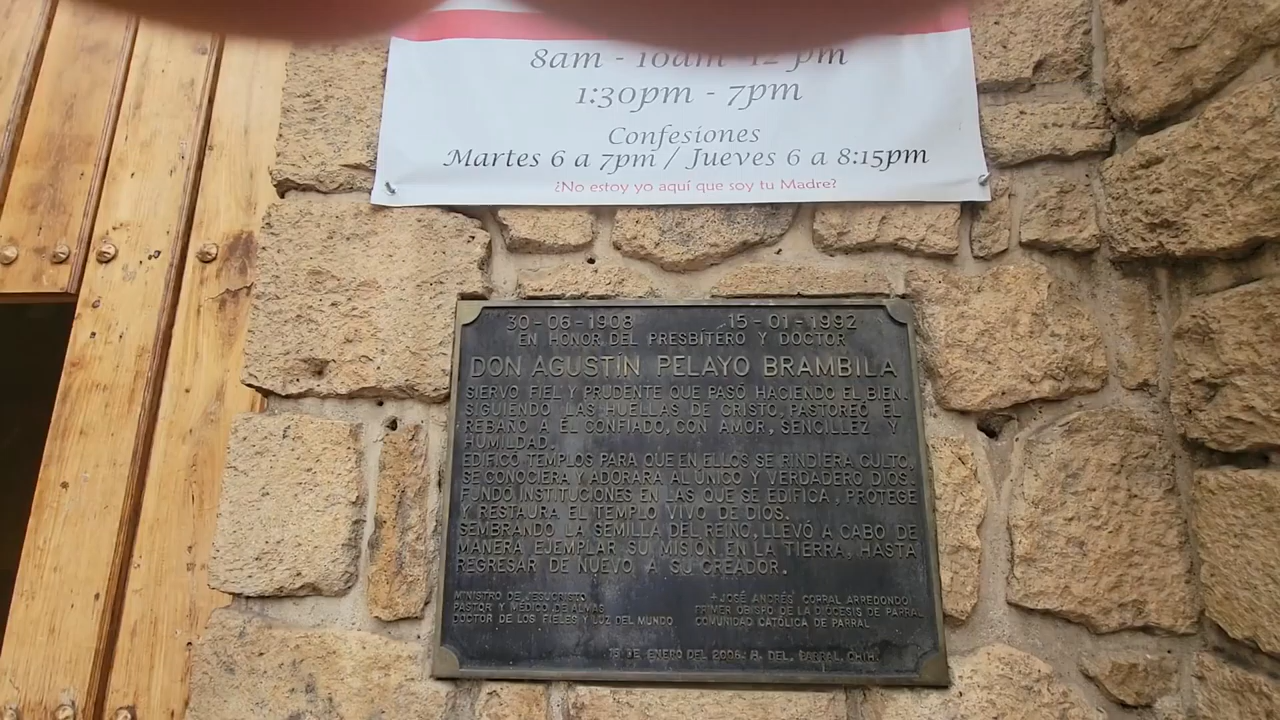 8am - 10am - 12 pm
1:30pm - 7pm
Confesiones
Martes 6 a 7pm / Jueves 6 a 8:15pm
¿No estoy yo aquí que soy tu Madre?
30-06-1908 15-01-1992
EN HONOR DEL PRESBÍTERO Y DOCTOR
DON AGUSTÍN PELAYO BRAMBILA
SIERVO FIEL Y PRUDENTE QUE PASÓ HACIENDO EL BIEN.
SIGUIENDO LAS HUELLAS DE CRISTO, PASTOREÓ EL
REBAÑO A ÉL CONFIADO, CON AMOR, SENCILLEZ Y
HUMILDAD.
EDIFICÓ TEMPLOS PARA QUE EN ELLOS SE RINDIERA CULTO,
SE CONOCIERA Y ADORARA AL ÚNICO Y VERDADERO DIOS.
FUNDÓ INSTITUCIONES EN LAS QUE SE EDIFICA, PROTEGE
Y RESTAURA EL TEMPLO VIVO DE DIOS.
SEMBRANDO LA SEMILLA DEL REINO, LLEVÓ A CABO DE
MANERA EJEMPLAR SU MISIÓN EN LA TIERRA, HASTA
REGRESAR DE NUEVO A SU CREADOR.
MINISTRO DE JESUCRISTO
PASTOR Y MÉDICO DE ALMAS
DOCTOR DE LOS FIELES Y LUZ DEL MUNDO
+JOSÉ ANDRÉS CORRAL ARREDONDO
PRIMER OBISPO DE LA DIÓCESIS DE PARRAL
COMUNIDAD CATÓLICA DE PARRAL
15 DE ENERO DEL 2006. H. DEL. PARRAL, CHIH.